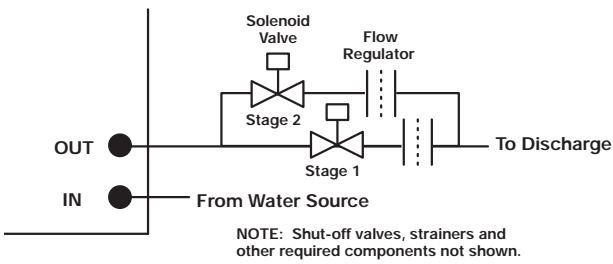 Solenoid
Valve
Flow
Regulator
Stage 2
OUT
To Discharge
Stage 1
IN
From Water Source
NOTE: Shut-off valves, strainers and
other required components not shown.